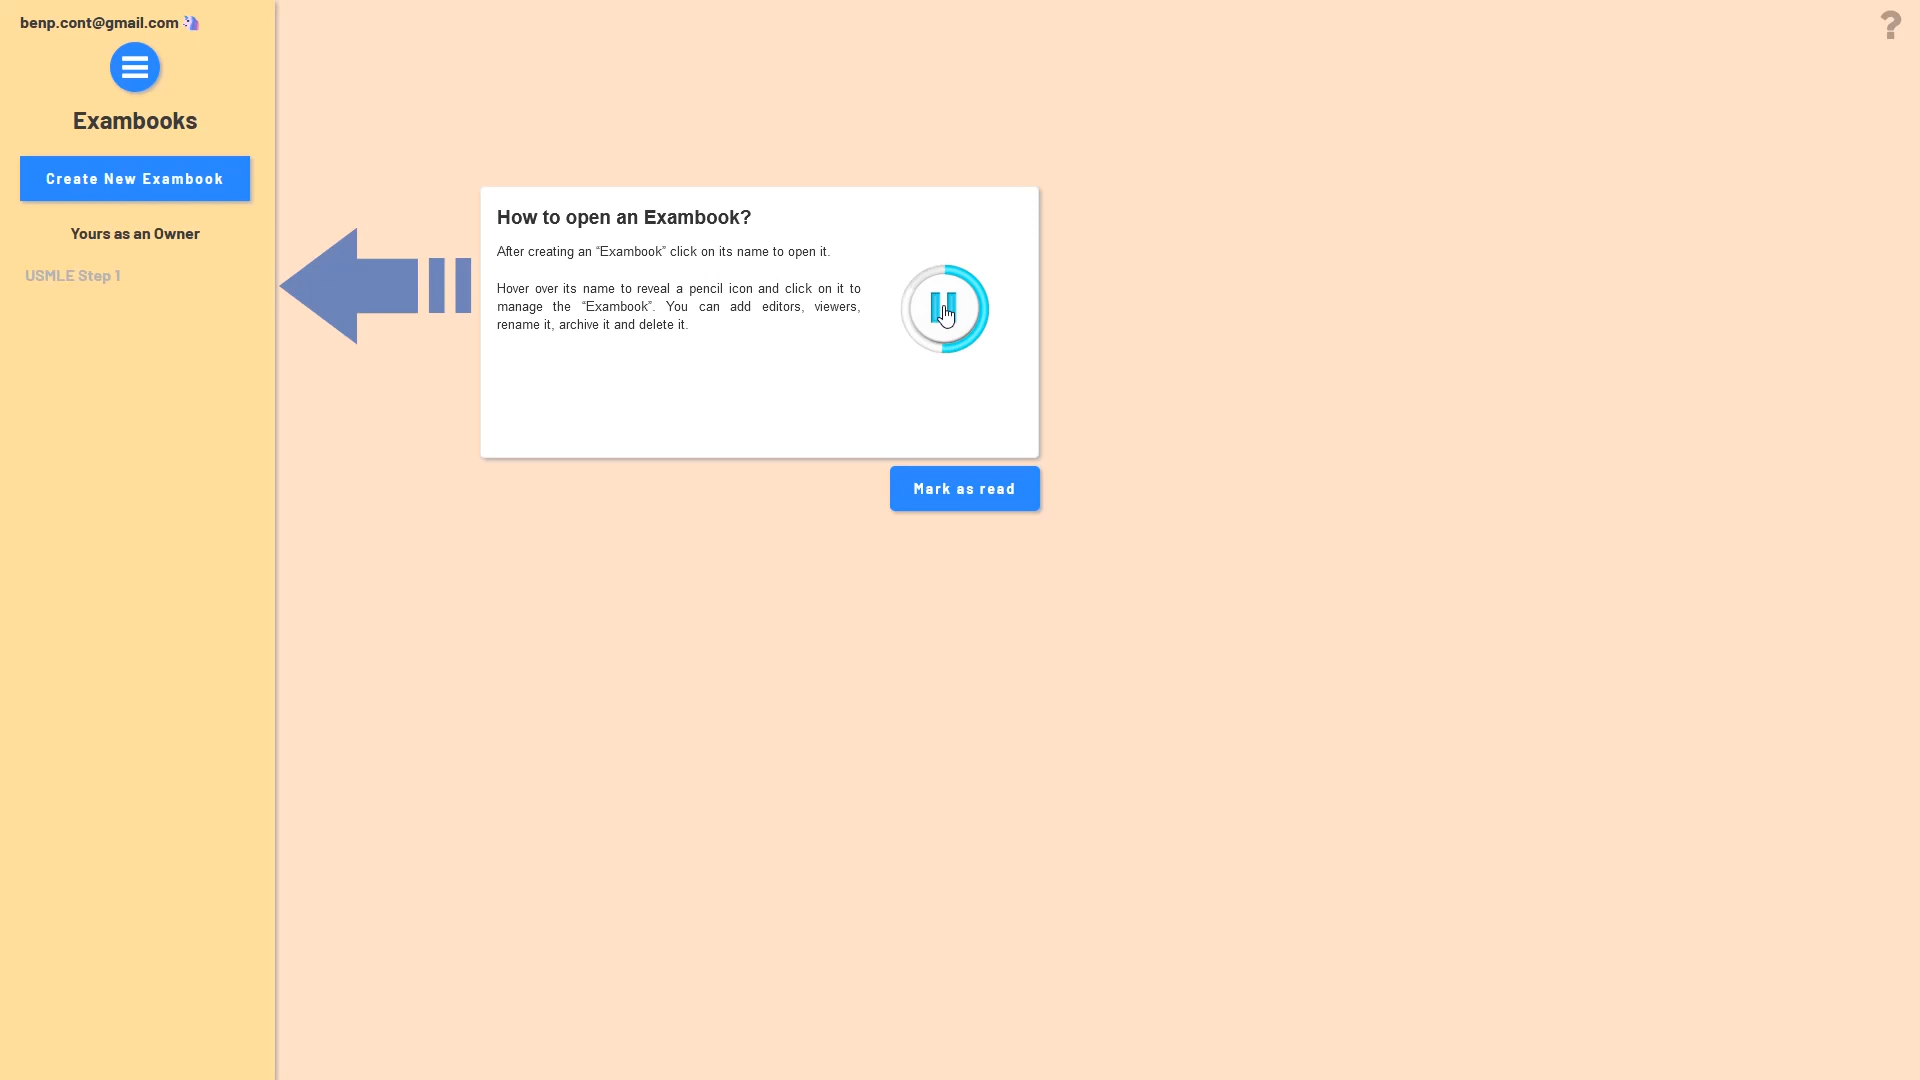 benp.cont@gmail.com
Exambooks
Create New Exambook
Yours as an Owner
USMLE Step 1
How to open an Exambook?
After creating an “Exambook” click on its name to open it.
Hover over its name to reveal a pencil icon and click on it to
manage the “Exambook”. You can add editors, viewers,
rename it, archive it and delete it.
Mark as read
?